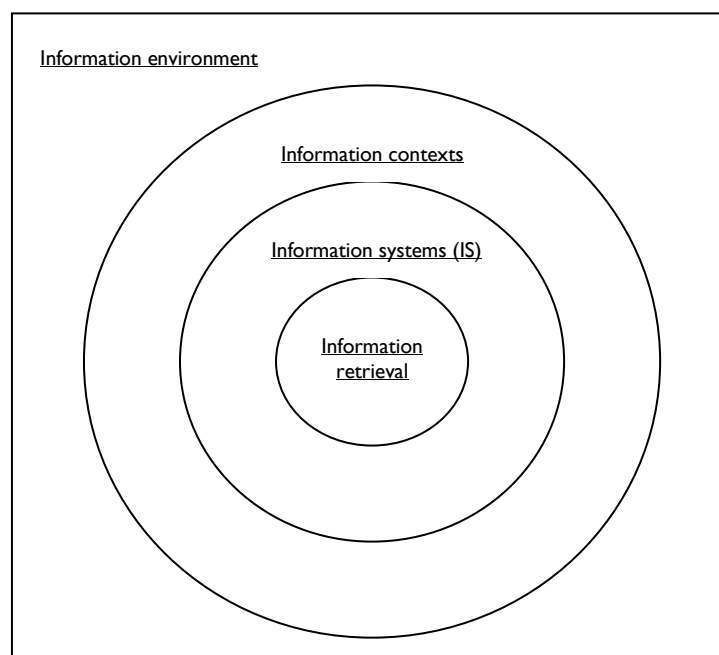 Information environment
Information contexts
Information systems (IS)
Information
retrieval